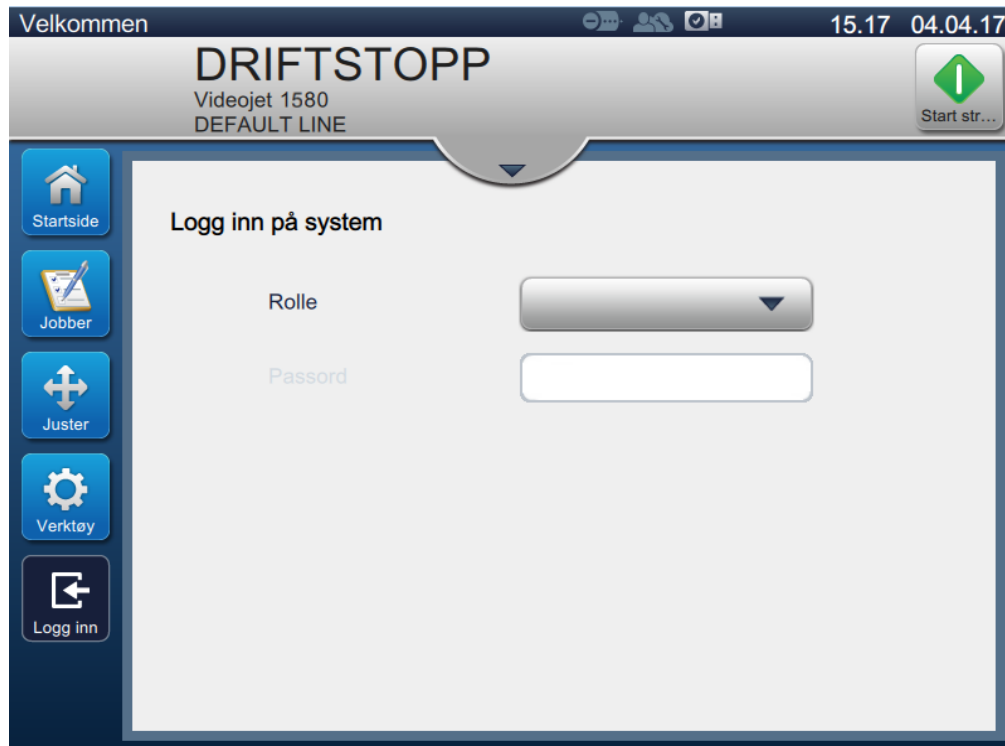 Velkommen
15.17 04.04.17
DRIFTSTOPP
Videojet 1580
DEFAULT LINE
Start str...
Startside
Jobber
Juster
Verktøy
Logg inn
Logg inn på system
Rolle
Passord